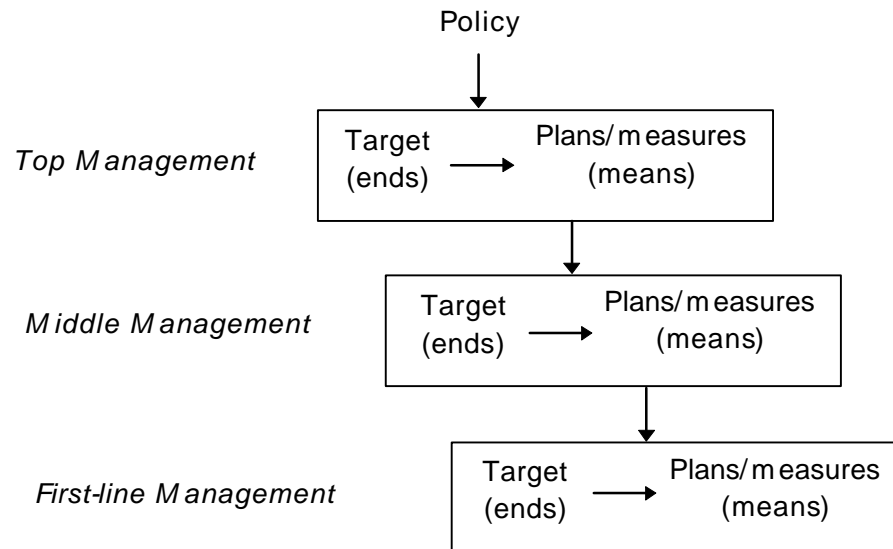 Policy
Top Management
Target
(ends)
Plans/measures
(means)
Middle Management
Target
(ends)
Plans/measures
(means)
First-line Management
Target
(ends)
Plans/measures
(means)